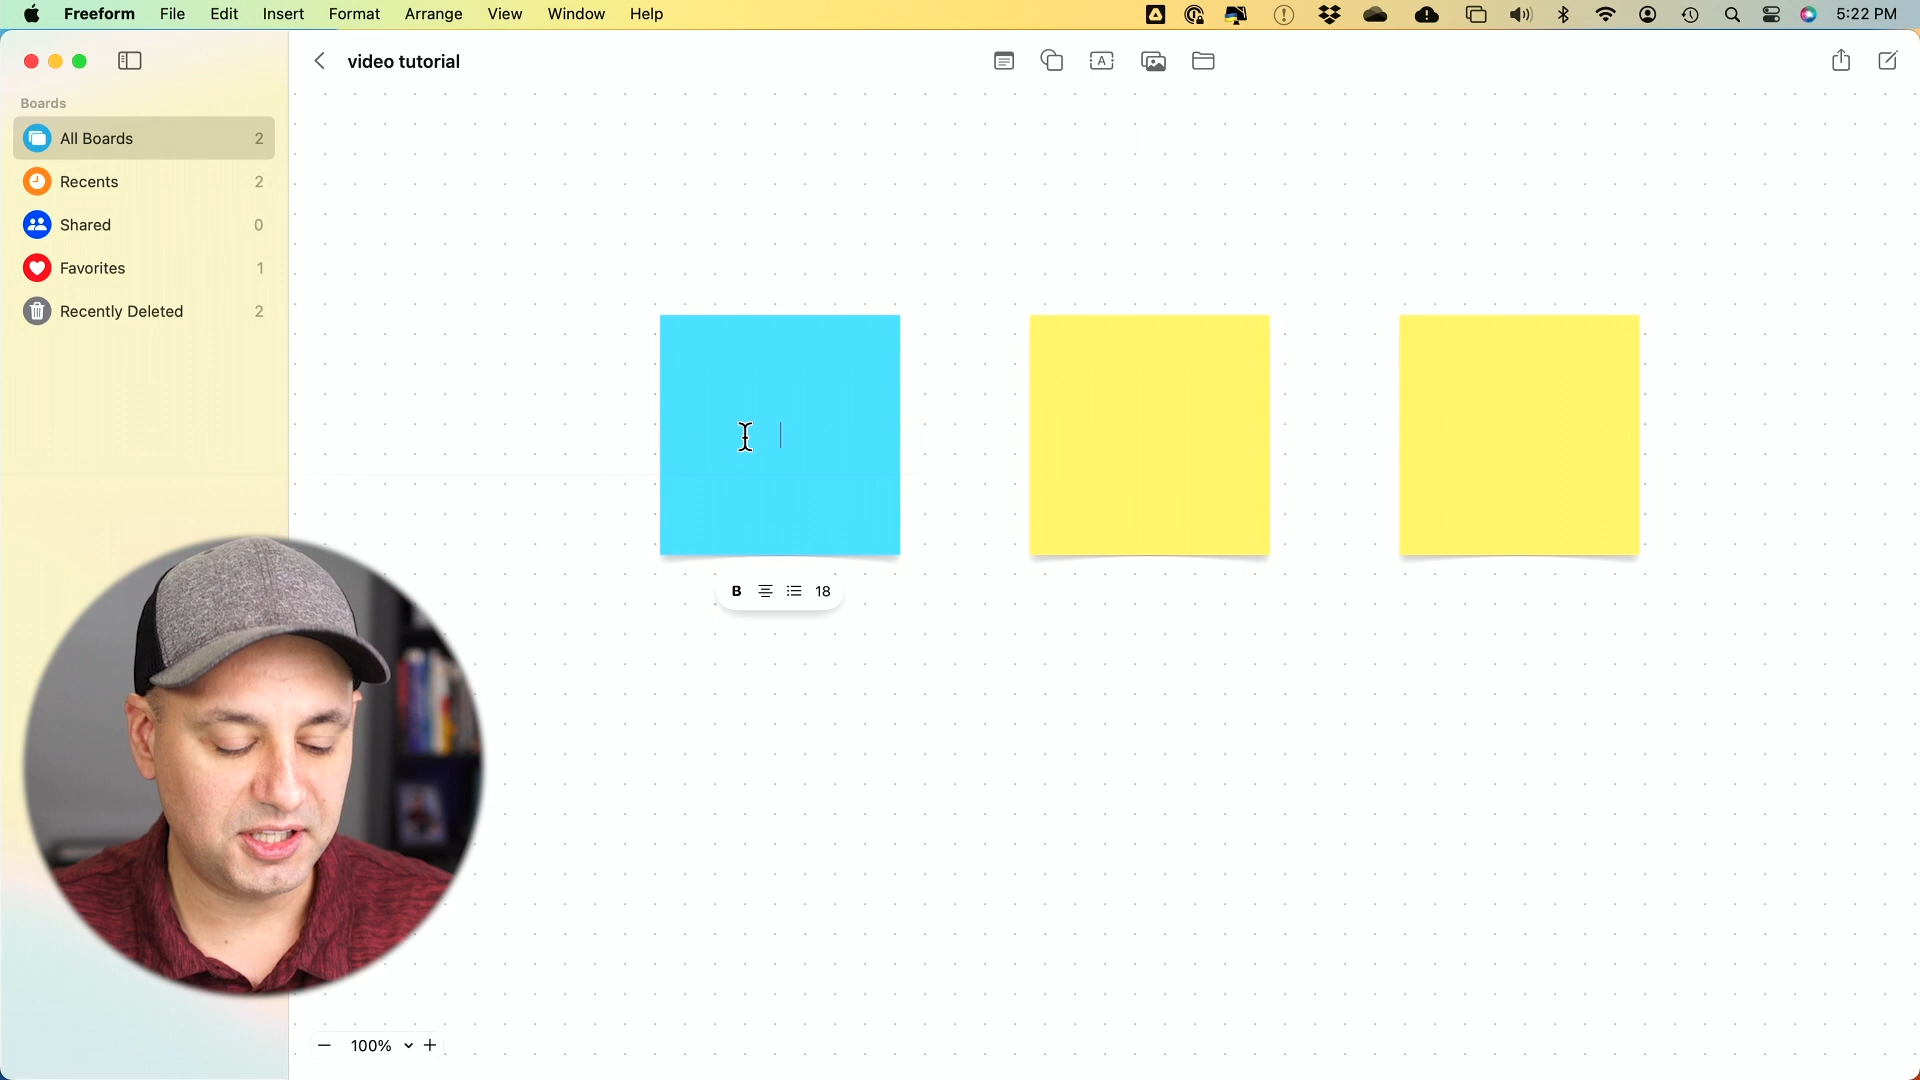 Freeform File Edit Insert Format Arrange View Window Help 5:22 PM
video tutorial
A
Boards
All Boards 2
Recents 2
Shared 0
Favorites 1
Recently Deleted 2
B 18
100%